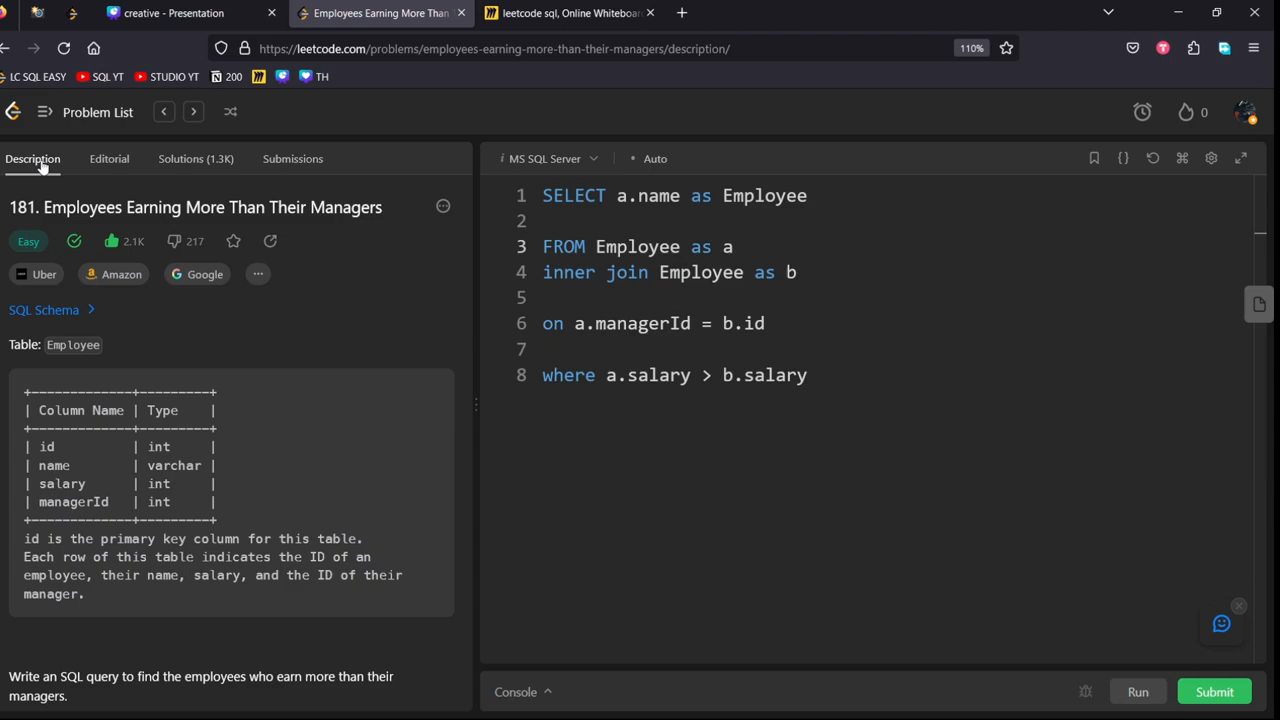 creative - Presentation
Employees Earning More Than
leetcode sql, Online Whiteboar
https://leetcode.com/problems/employees-earning-more-than-their-managers/description/
110%
LC SQL EASY
SQL YT
STUDIO YT
200
TH
Problem List
0
Description
Editorial
Solutions (1.3K)
Submissions
181. Employees Earning More Than Their Managers
Easy
2.1K
217
Uber
Amazon
Google
SQL Schema
Table: Employee
+-------------+---------+
| Column Name | Type    |
+-------------+---------+
| id          | int     |
| name        | varchar |
| salary      | int     |
| managerId   | int     |
+-------------+---------+
id is the primary key column for this table.
Each row of this table indicates the ID of an
employee, their name, salary, and the ID of their
manager.
Write an SQL query to find the employees who earn more than their
managers.
i MS SQL Server
• Auto
1 SELECT a.name as Employee
2
3 FROM Employee as a
4 inner join Employee as b
5
6 on a.managerId = b.id
7
8 where a.salary > b.salary
Console
Run
Submit